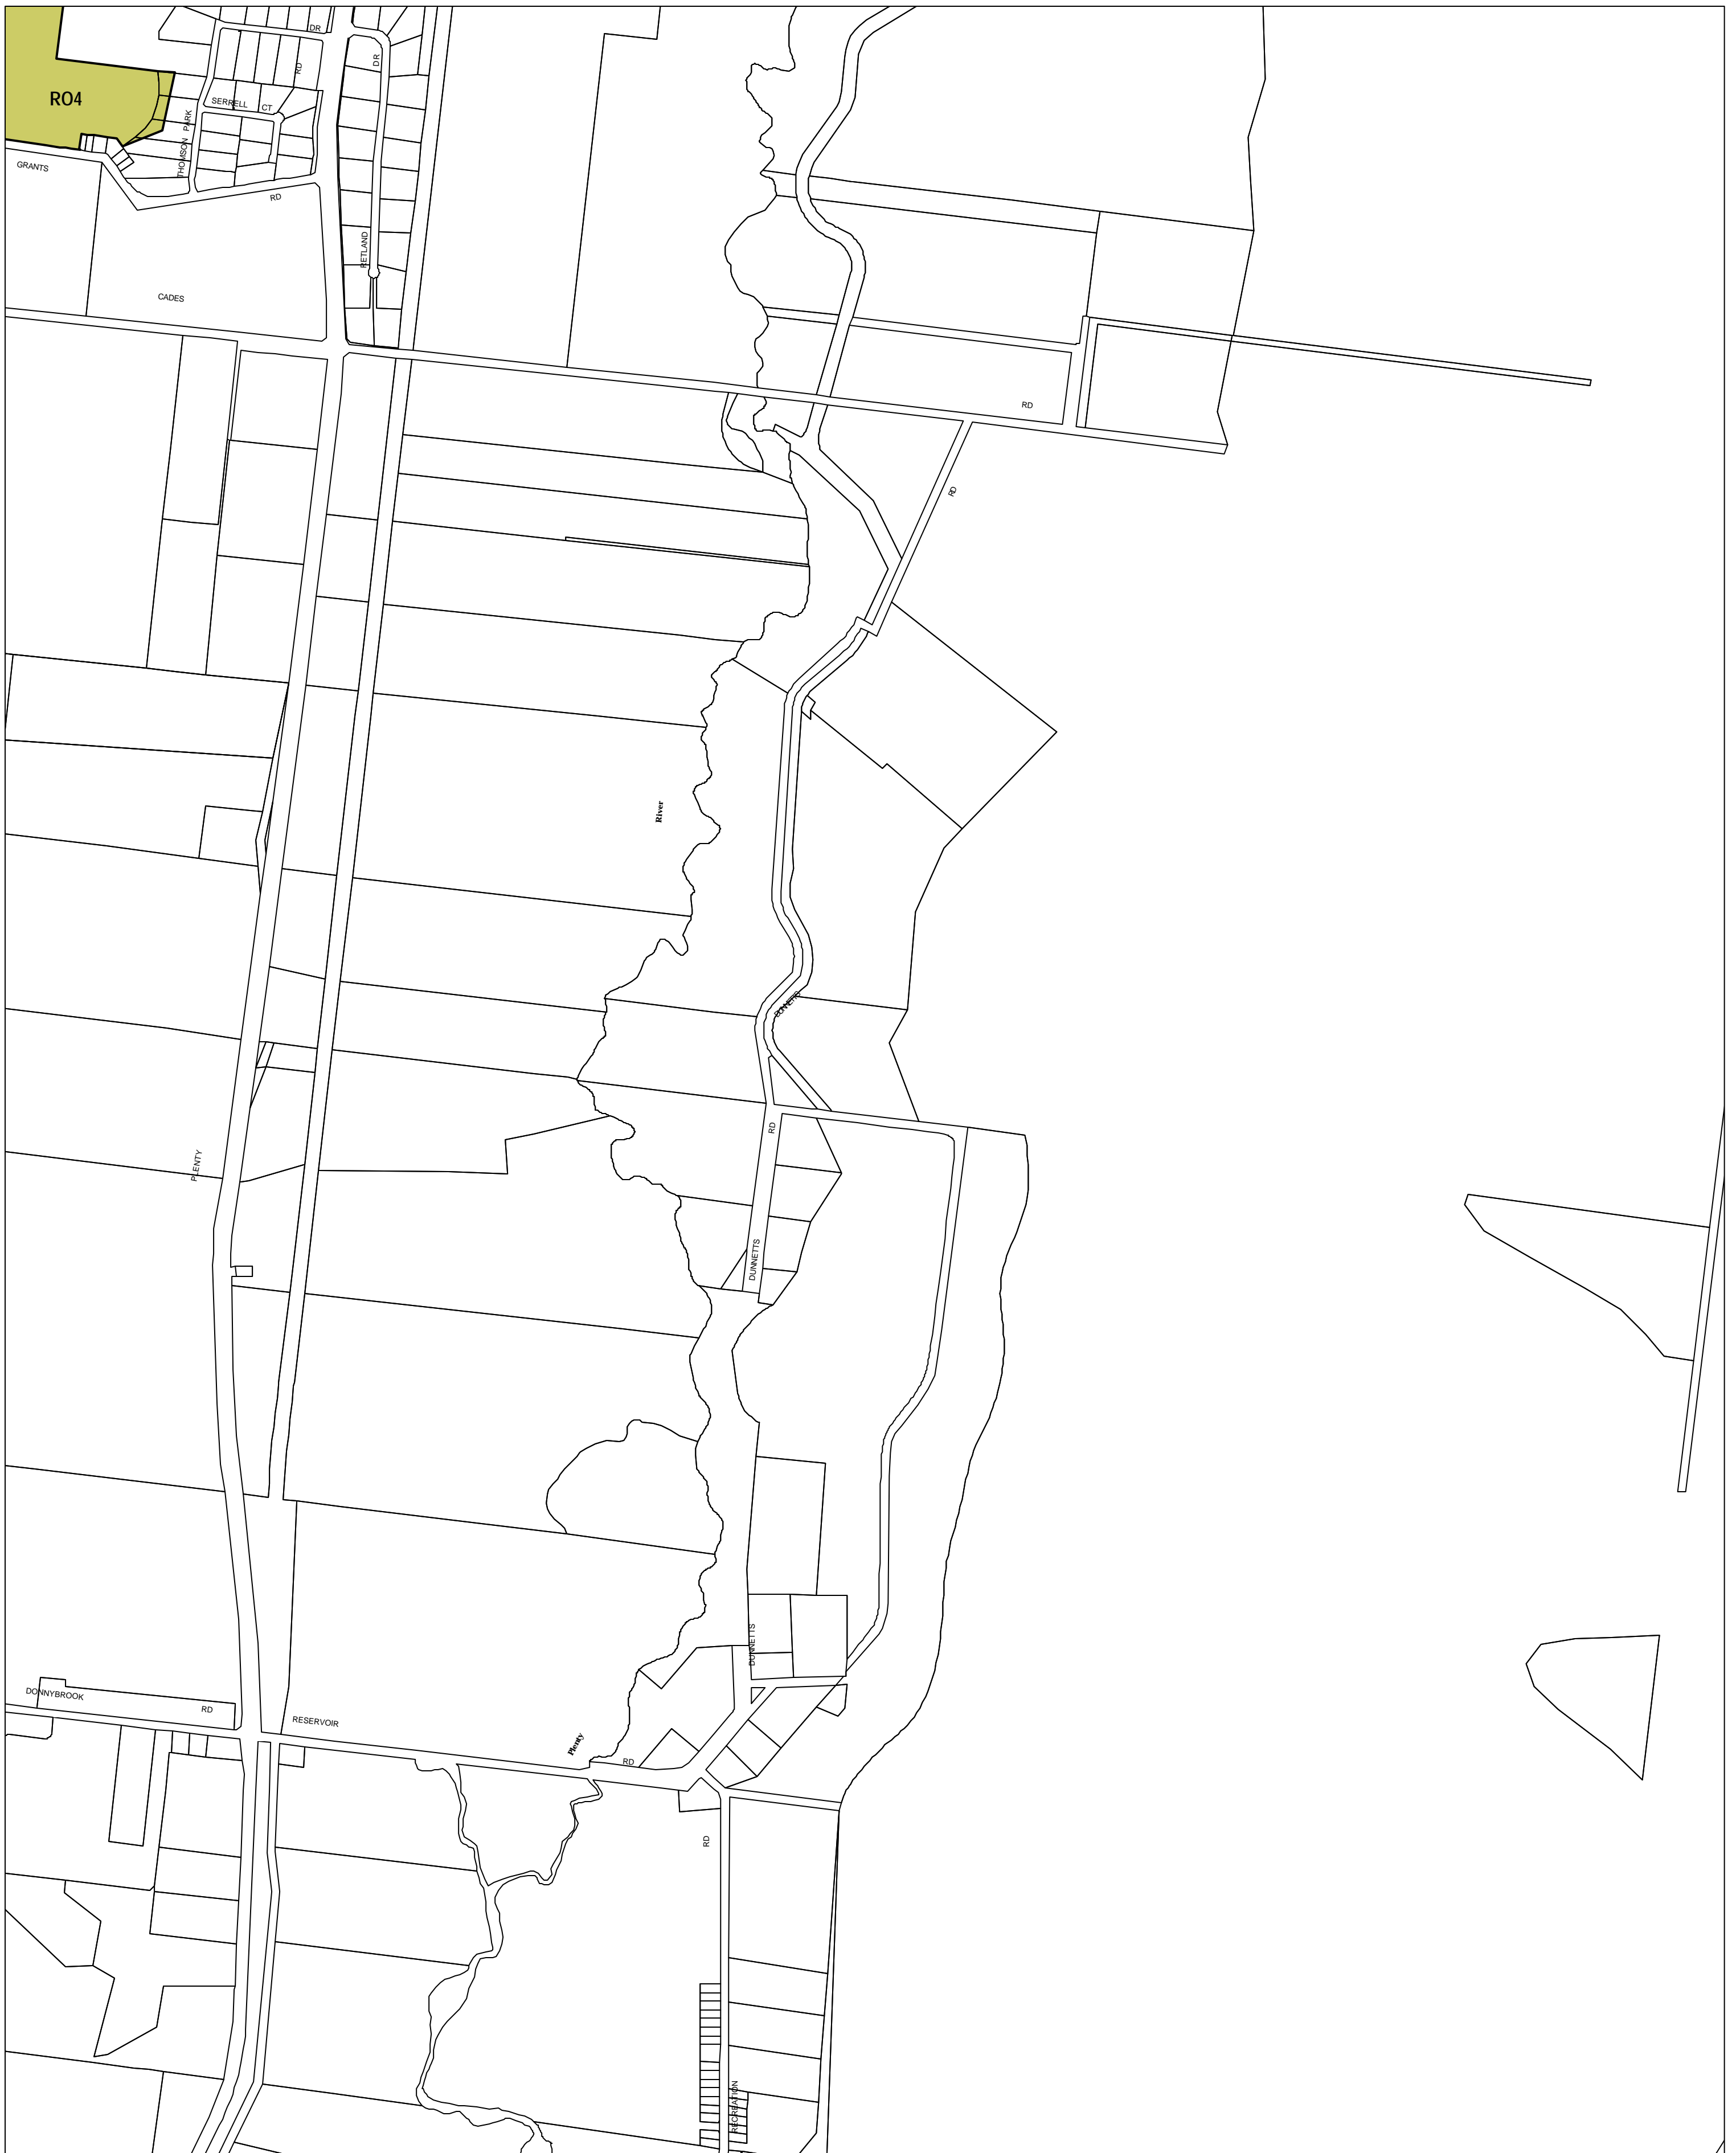 DR
DR
RD
RO4
SERRELL CT
THOMSON PARK
GRANTS
RD
RETLAND
CADES
RD
RD
River
DUNNETTS
RD
PLENTY
DUNNETTS
DUNNETTS
DONNYBROOK
RD
RESERVOIR
Plenty
RD
RD
RECREATION